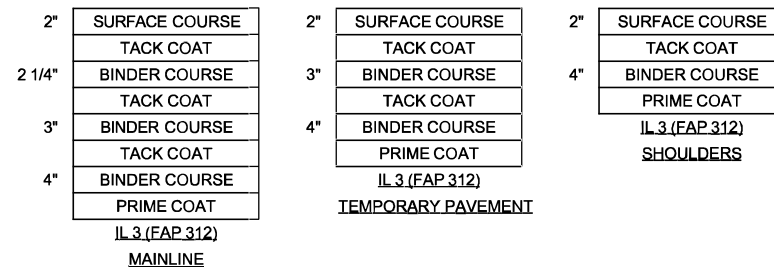 2" SURFACE COURSE
TACK COAT
2 1/4" BINDER COURSE
TACK COAT
3" BINDER COURSE
TACK COAT
4" BINDER COURSE
PRIME COAT
IL 3 (FAP 312)
MAINLINE
2" SURFACE COURSE
TACK COAT
3" BINDER COURSE
TACK COAT
4" BINDER COURSE
PRIME COAT
IL 3 (FAP 312)
TEMPORARY PAVEMENT
2" SURFACE COURSE
TACK COAT
4" BINDER COURSE
PRIME COAT
IL 3 (FAP 312)
SHOULDERS